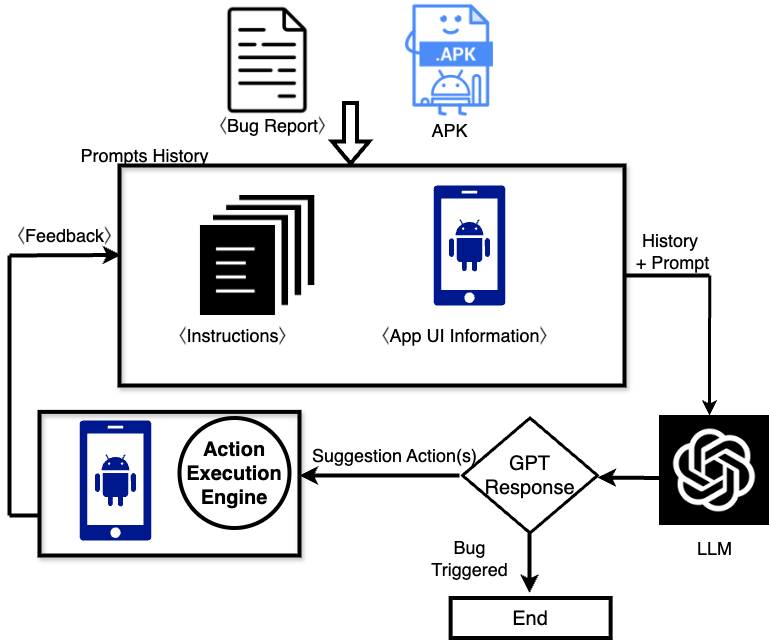 .APK
〈Bug Report〉
APK
Prompts History
〈Feedback〉
History
+ Prompt
〈Instructions〉
〈App UI Information〉
Action
Execution
Engine
Suggestion Action(s)
GPT
Response
LLM
Bug
Triggered
End